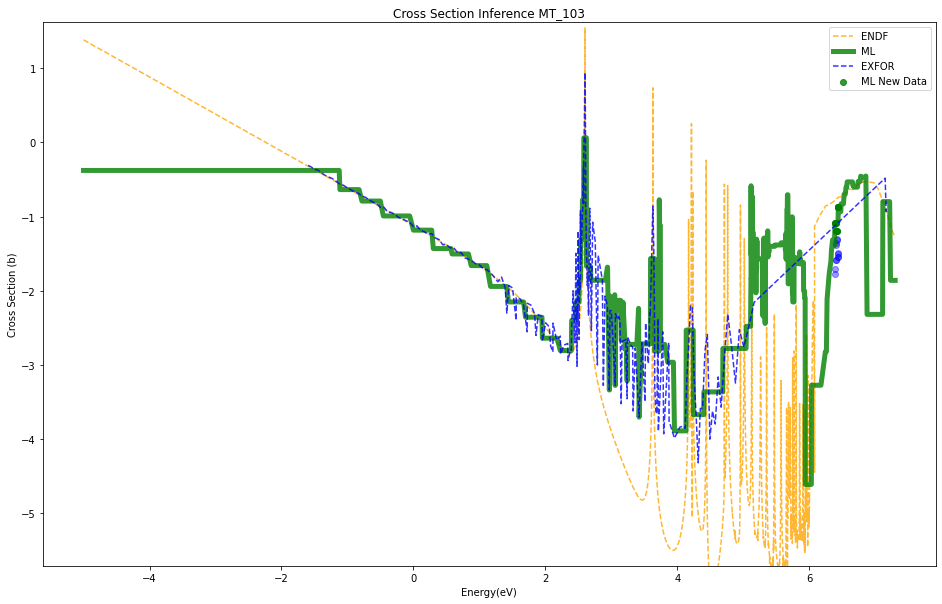 Cross Section Inference MT_103
ENDF
ML
EXFOR
ML New Data
Cross Section (b)
1
0
−1
−2
−3
−4
−5
−4
−2
0
2
4
6
Energy(eV)